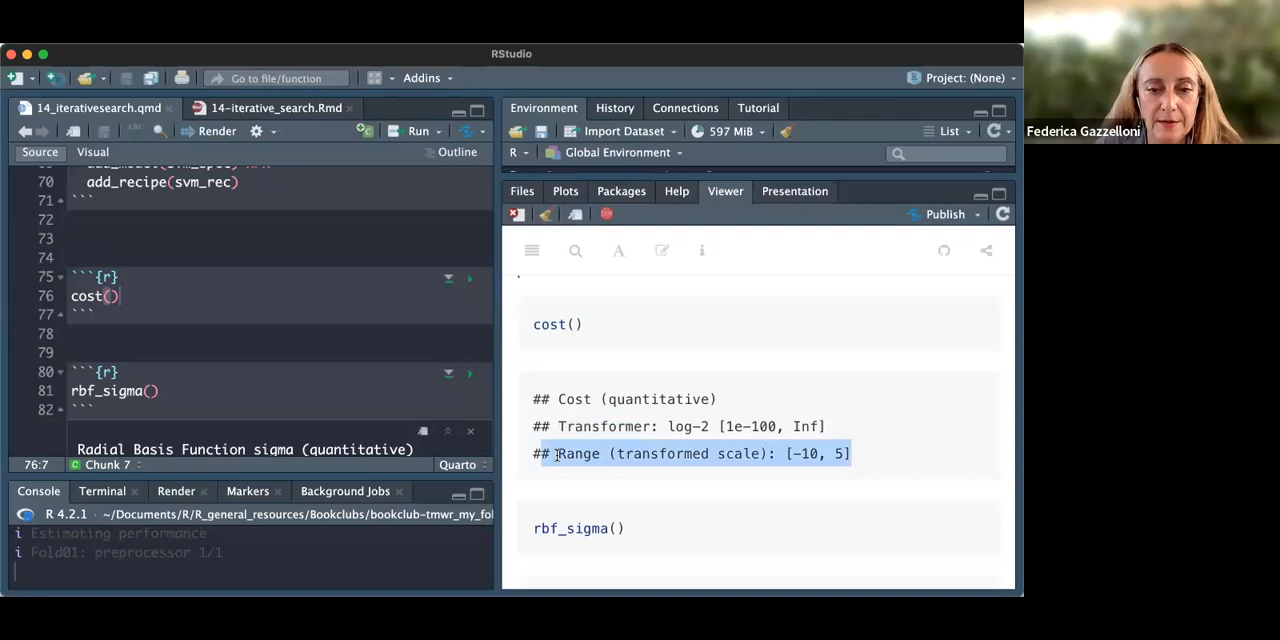 RStudio
Go to file/function
Addins
Project: (None)
14_iterativesearch.qmd
14-iterative_search.Rmd
Render
Run
Source
Visual
Outline
70 add_recipe(svm_rec)
71 ```
72
73
74
75 ```{r}
76 cost()
77 ```
78
79
80 ```{r}
81 rbf_sigma()
82 ```
Radial Basis Function sigma (quantitative)
76:7
Chunk 7
Quarto
Console
Terminal
Render
Markers
Background Jobs
R 4.2.1 · ~/Documents/R/R_general_resources/Bookclubs/bookclub-tmwr_my_fol
i Estimating performance
i Fold01: preprocessor 1/1
Environment
History
Connections
Tutorial
Import Dataset
597 MiB
List
R
Global Environment
Files
Plots
Packages
Help
Viewer
Presentation
Publish
cost()
## Cost (quantitative)
## Transformer: log-2 [1e-100, Inf]
## Range (transformed scale): [-10, 5]
rbf_sigma()
Federica Gazzelloni